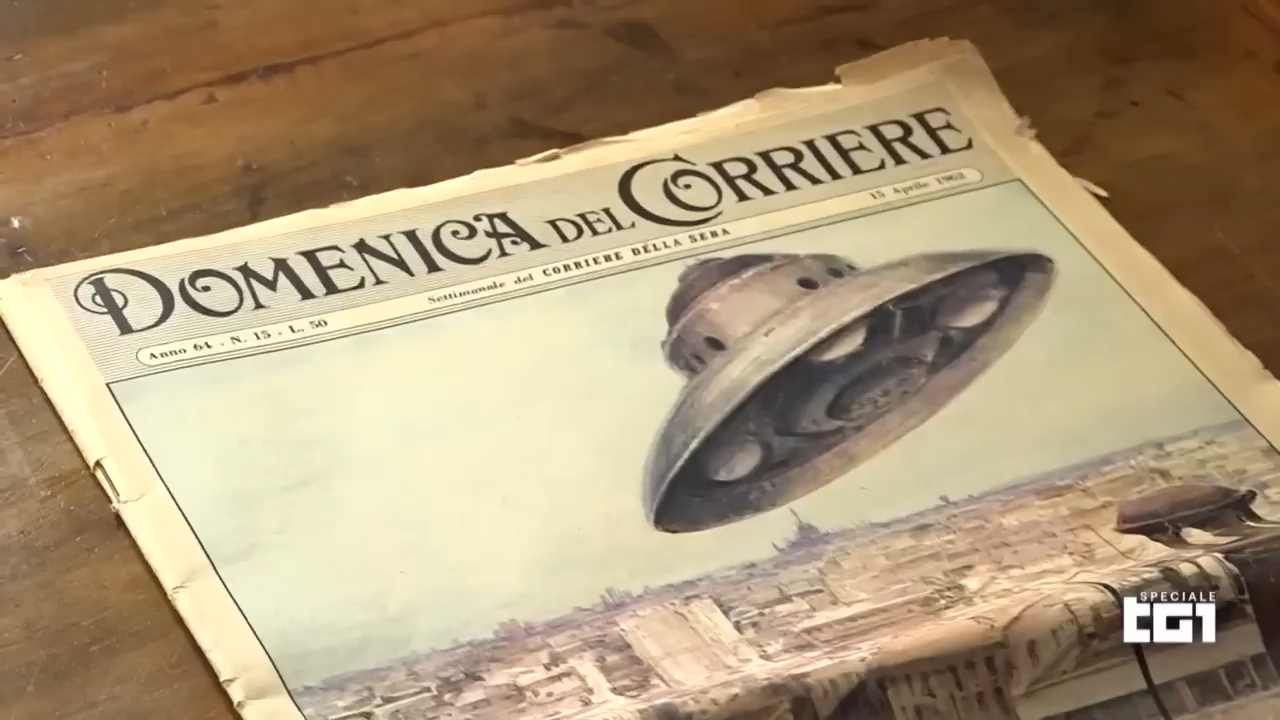 DOMENICA DEL CORRIERE
Anno 64 - N. 15 - L. 50
Settimanale del CORRIERE DELLA SERA
15 Aprile 1962
SPECIALE
TG1